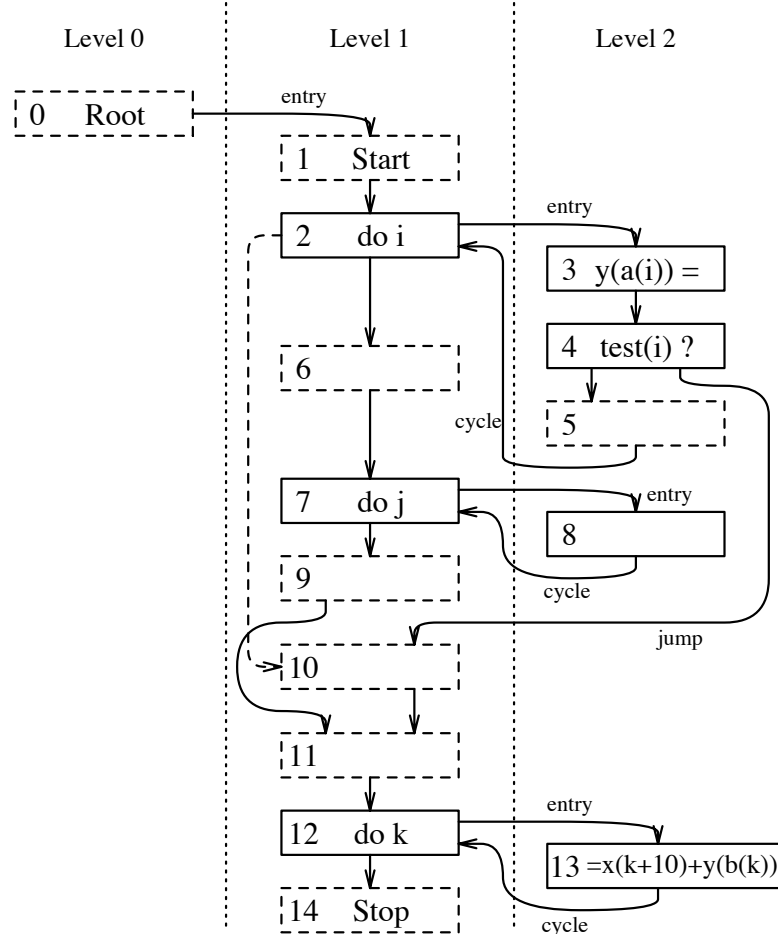 Level 0 Level 1 Level 2
0 Root
entry
1 Start
2 do i
entry
3 y(a(i)) =
4 test(i) ?
6
cycle
5
7 do j
entry
8
9
cycle
jump
10
11
entry
12 do k
13 =x(k+10)+y(b(k))
14 Stop
cycle